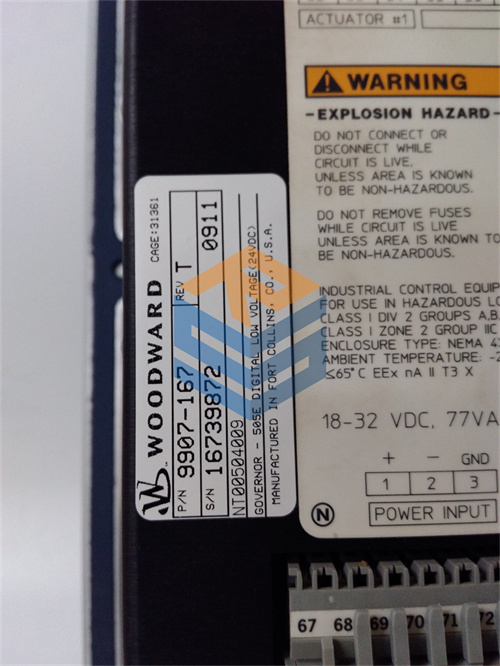 ACTUATOR #1
WARNING
-EXPLOSION HAZARD-
DO NOT CONNECT OR
DISCONNECT WHILE
CIRCUIT IS LIVE,
UNLESS AREA IS KNOWN
TO BE NON-HAZARDOUS.
DO NOT REMOVE FUSES
WHILE CIRCUIT IS LIVE
UNLESS AREA IS KNOWN TO
BE NON-HAZARDOUS.
INDUSTRIAL CONTROL EQUIP
FOR USE IN HAZARDOUS LO
CLASS I DIV 2 GROUPS A,B,
CLASS I ZONE 2 GROUP IIC
ENCLOSURE TYPE: NEMA 4
AMBIENT TEMPERATURE: -2
≤65°C EEx nA II T3 X
18-32 VDC, 77VA
+ - GND
1 2 3
N POWER INPUT
67 68 69 70 71 72
WOODWARD CAGE:31361
P/N 9907-167 REV T
S/N 16739872 0911
NT00504009
GOVERNOR - 505E DIGITAL LOW VOLTAGE(24VDC)
MANUFACTURED IN FORT COLLINS, CO., U.S.A.